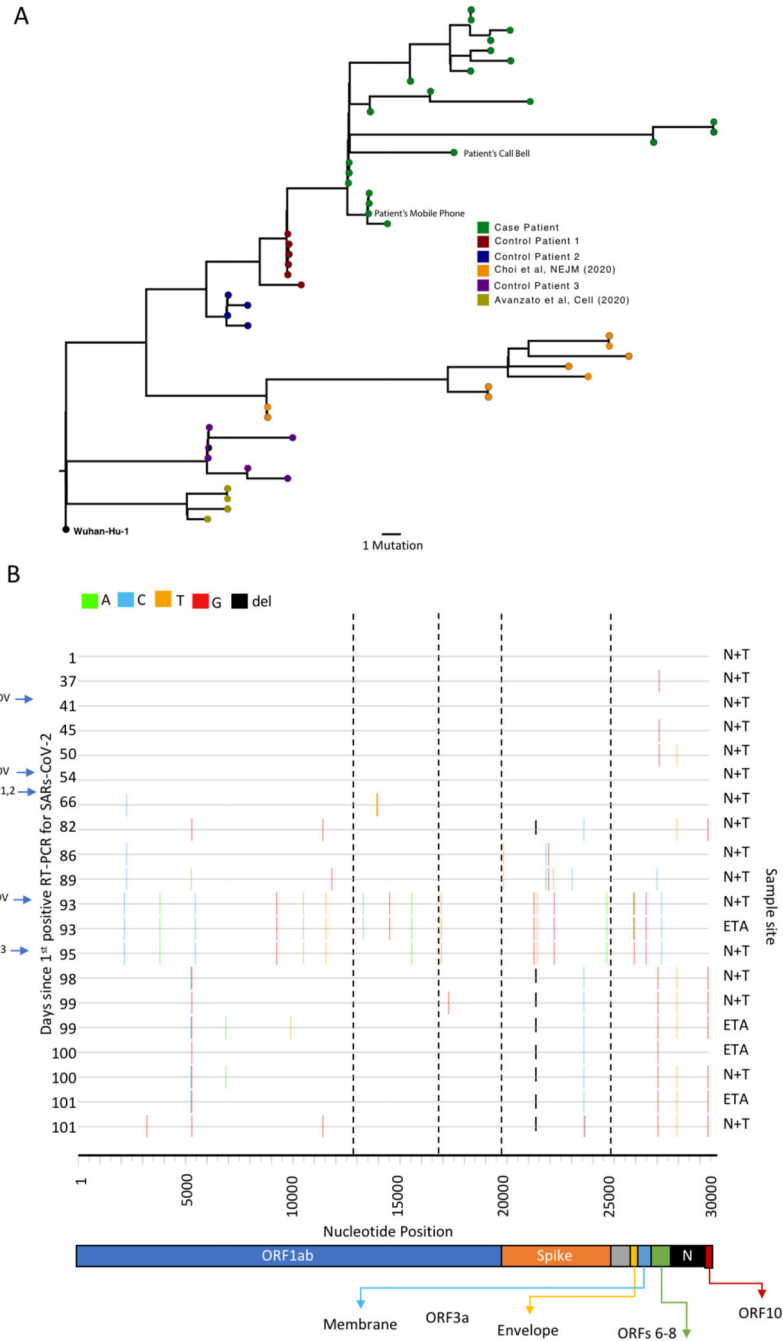 A
Patient's Call Bell
Patient's Mobile Phone
Case Patient
Control Patient 1
Control Patient 2
Choi et al, NEJM (2020)
Control Patient 3
Avanzato et al, Cell (2020)
Wuhan-Hu-1
1 Mutation
B
A C T G del
Days since 1st positive RT-PCR for SARs-CoV-2
Sample site
1 N+T
37 N+T
41 N+T
45 N+T
50 N+T
54 N+T
1,2
66 N+T
82 N+T
86 N+T
89 N+T
93 N+T
93 ETA
3
95 N+T
98 N+T
99 N+T
99 ETA
100 ETA
100 N+T
101 ETA
101 N+T
1 5000 10000 15000 20000 25000 30000
Nucleotide Position
ORF1ab Spike N
Membrane ORF3a Envelope ORFs 6-8 ORF10